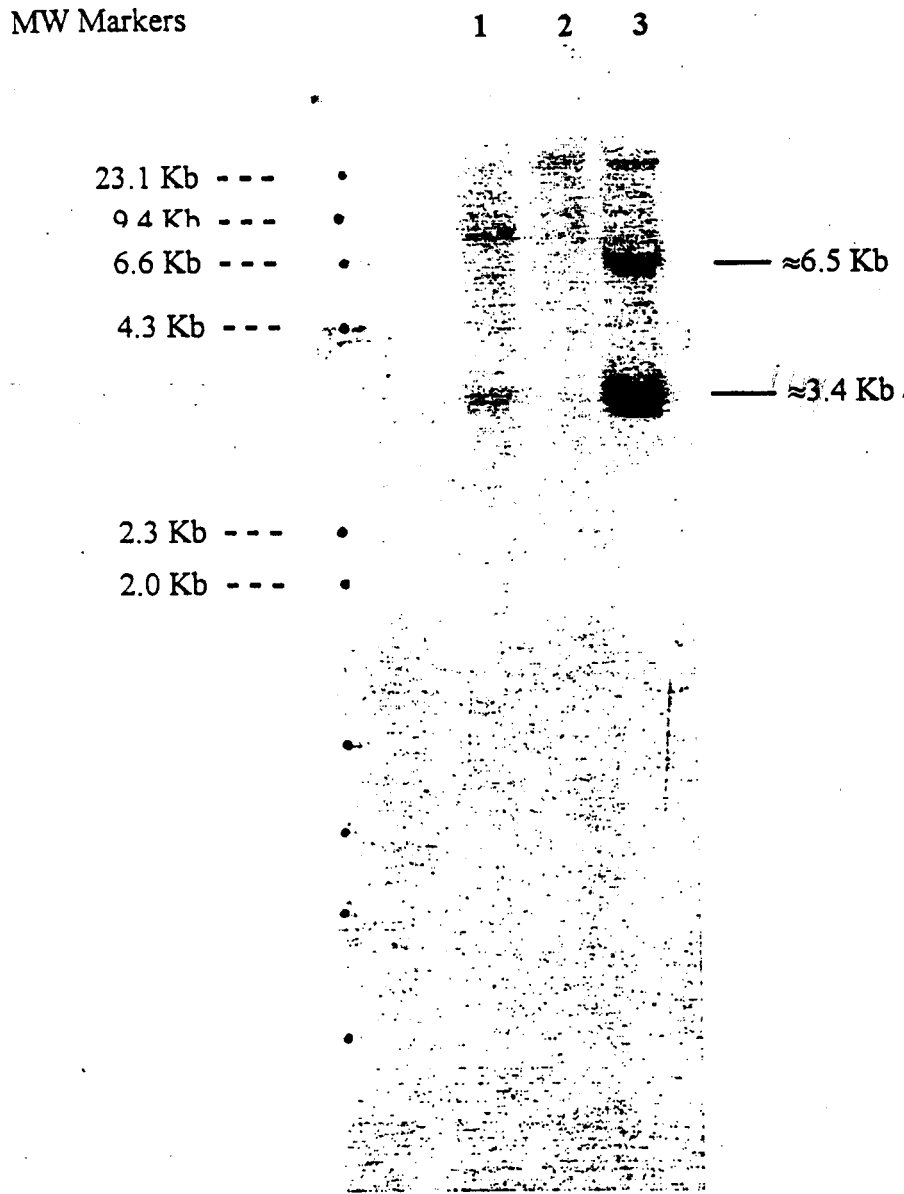 MW Markers 1 2 3
23.1 Kb ---
9.4 Kb ---
6.6 Kb ---
≈6.5 Kb
4.3 Kb ---
≈3.4 Kb
2.3 Kb ---
2.0 Kb ---